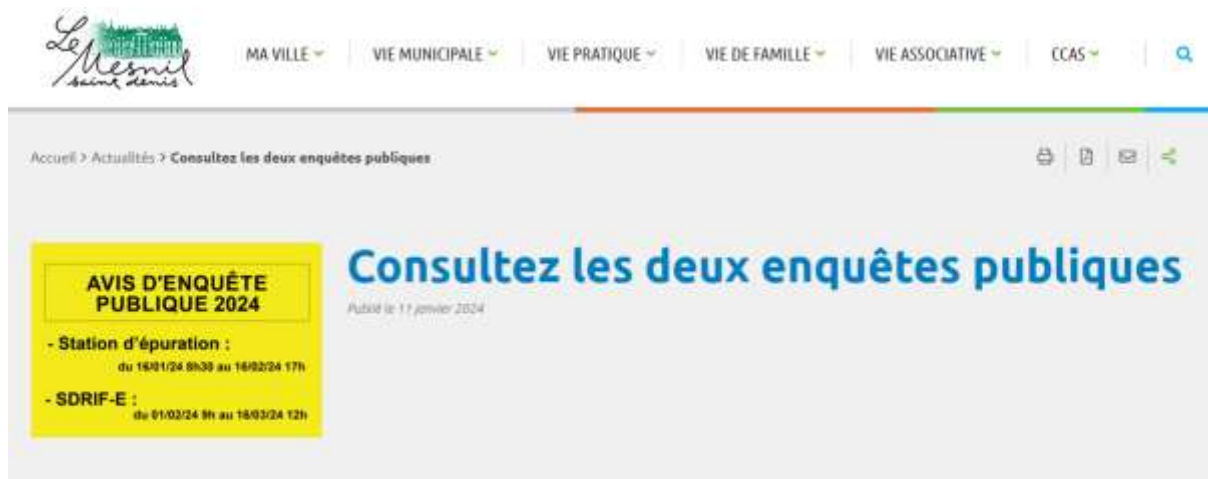 Le Mesnil
saint denis
MA VILLE
VIE MUNICIPALE
VIE PRATIQUE
VIE DE FAMILLE
VIE ASSOCIATIVE
CCAS
Accueil > Actualités > Consultez les deux enquêtes publiques
AVIS D'ENQUÊTE
PUBLIQUE 2024
- Station d'épuration :
du 16/01/24 8h30 au 16/02/24 17h
- SDRIF-E :
du 01/02/24 9h au 16/03/24 12h
Consultez les deux enquêtes publiques
Publié le 11 janvier 2024